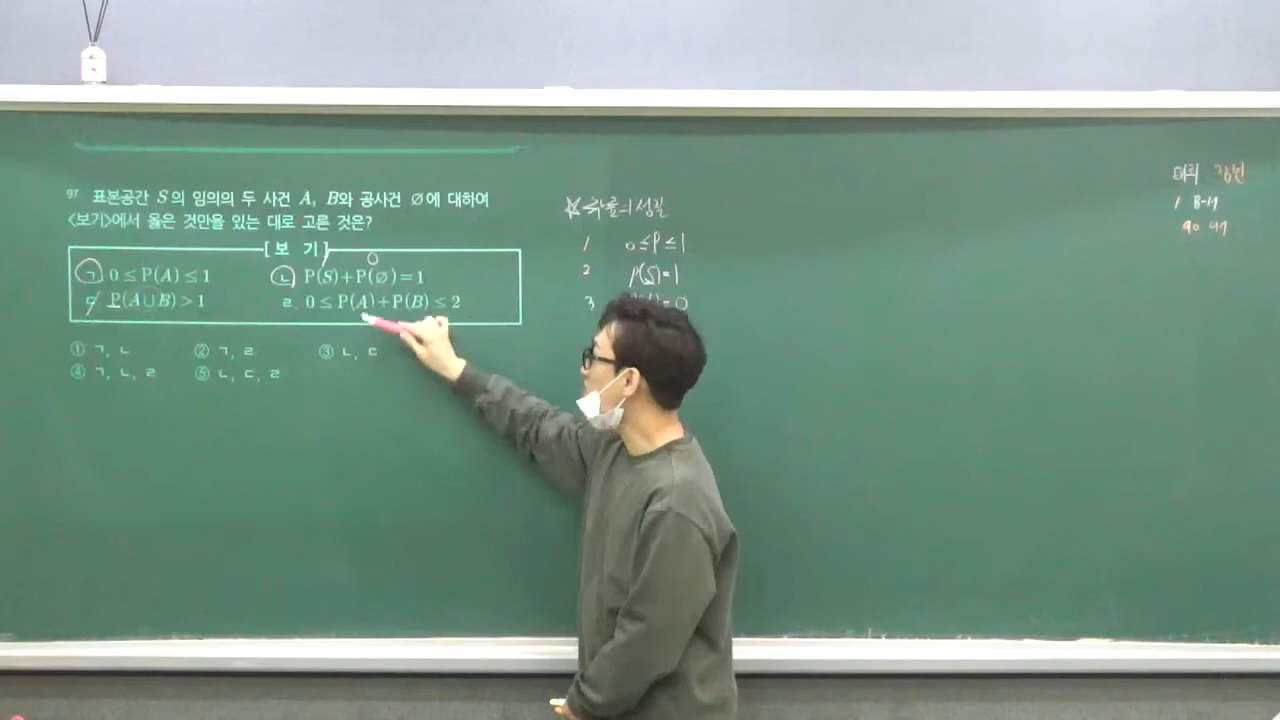 97 표본공간 S의 임의의 두 사건 A, B와 공사건 ∅에 대하여
<보기>에서 옳은 것만을 있는 대로 고른 것은?
[보 기]
ㄱ 0 ≤ P(A) ≤ 1
ㄴ P(S)+P(∅)=1
0
ㄷ P(A∪B) > 1
ㄹ 0 ≤ P(A)+P(B) ≤ 2
① ㄱ, ㄴ ② ㄱ, ㄹ ③ ㄴ, ㄷ
④ ㄱ, ㄴ, ㄹ ⑤ ㄴ, ㄷ, ㄹ
☆ 확률의 성질
1 0≤P≤1
2 P(S)=1
3 =0